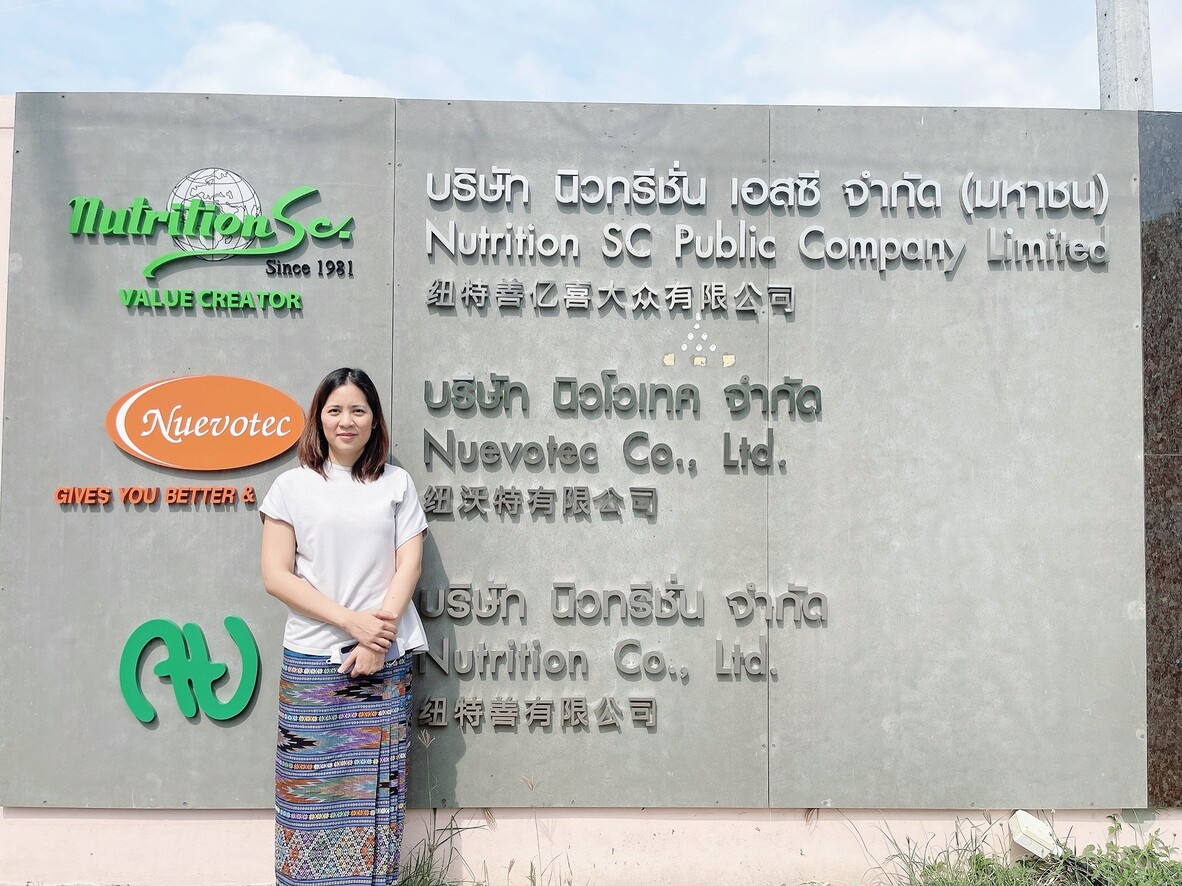 Nutrition Sc.
Since 1981
VALUE CREATOR
บริษัท นิวทรีชั่น เอสซี จำกัด (มหาชน)
Nutrition SC Public Company Limited
纽特善亿喜大众有限公司
Nuevotec
GIVES YOU BETTER &
บริษัท นิวโวเทค จำกัด
Nuevotec Co., Ltd.
纽沃特有限公司
บริษัท นิวทรีชั่น จำกัด
Nutrition Co., Ltd.
纽特善有限公司